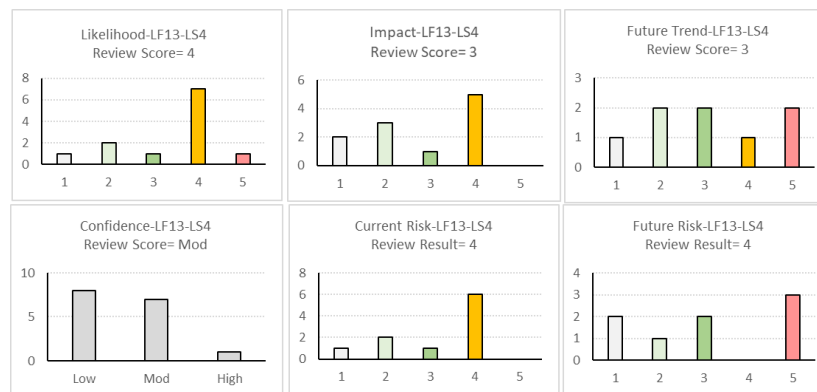 Likelihood-LF13-LS4
Review Score= 4
8
6
4
2
0
1 2 3 4 5
Impact-LF13-LS4
Review Score= 3
6
4
2
0
1 2 3 4 5
Future Trend-LF13-LS4
Review Score= 3
3
2
1
0
1 2 3 4 5
Confidence-LF13-LS4
Review Score= Mod
10
5
0
Low Mod High
Current Risk-LF13-LS4
Review Result= 4
8
6
4
2
0
1 2 3 4 5
Future Risk-LF13-LS4
Review Result= 4
4
3
2
1
0
1 2 3 4 5